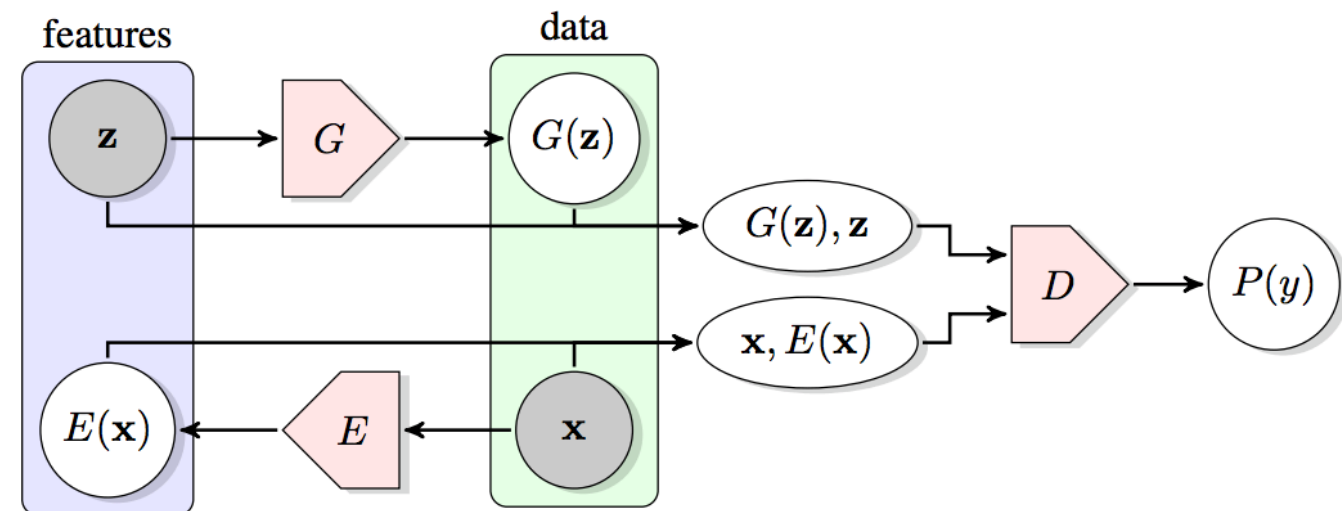 features
data
z
G
G(z)
G(z), z
D
P(y)
x, E(x)
E(x)
E
x